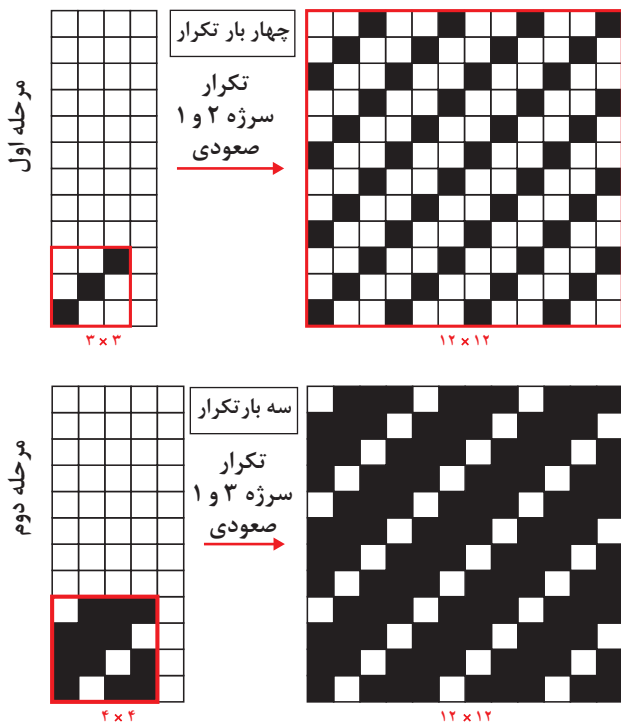 مرحله اول
چهار بار تکرار
تکرار
سرژه ۲ و ۱
صعودی
۳ × ۳
۱۲ × ۱۲
مرحله دوم
سه بارتکرار
تکرار
سرژه ۳ و ۱
صعودی
۴ × ۴
۱۲ × ۱۲